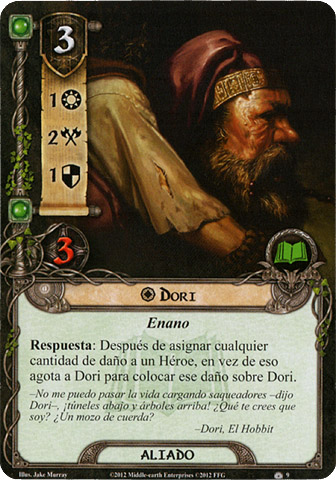 3
1
2
1
3
Dori
Enano
Respuesta: Después de asignar cualquier
cantidad de daño a un Héroe, en vez de eso
agota a Dori para colocar ese daño sobre Dori.
–No me puedo pasar la vida cargando saqueadores –dijo
Dori–, ¡túneles abajo y árboles arriba! ¿Qué te crees que
soy? ¿Un mozo de cuerda?
–Dori, El Hobbit
ALIADO
Illus. Jake Murray
©2012 Middle-earth Enterprises ©2012 FFG
9